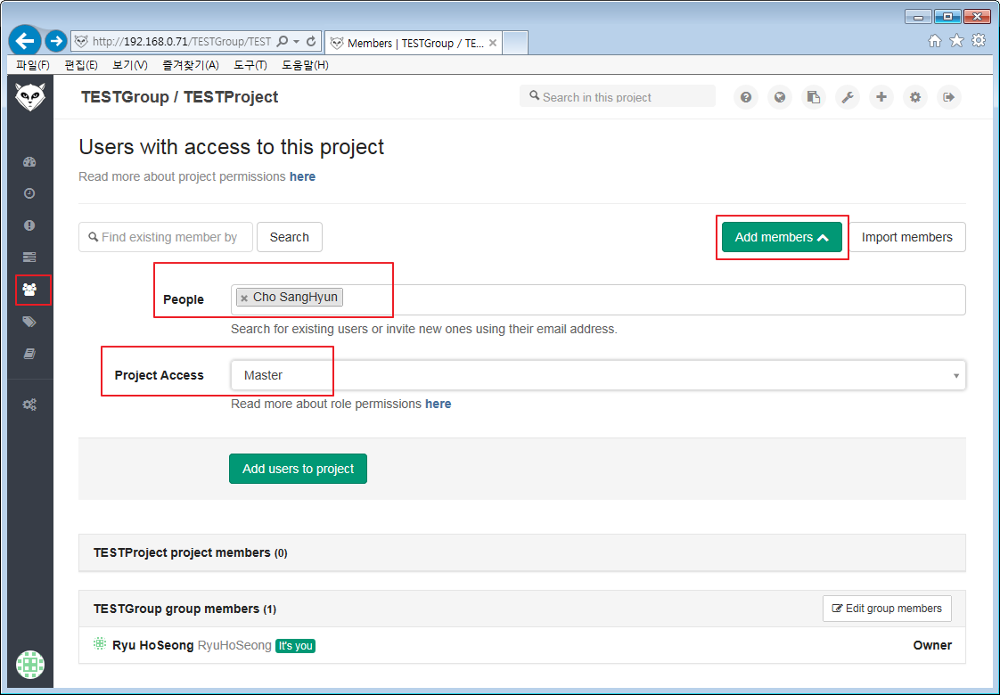 http://192.168.0.71/TESTGroup/TEST
Members | TESTGroup / TE...
파일(F) 편집(E) 보기(V) 즐겨찾기(A) 도구(T) 도움말(H)
TESTGroup / TESTProject
Search in this project
Users with access to this project
Read more about project permissions here
Find existing member by
Search
Add members
Import members
People
Cho SangHyun
Search for existing users or invite new ones using their email address.
Project Access
Master
Read more about role permissions here
Add users to project
TESTProject project members (0)
TESTGroup group members (1)
Edit group members
Ryu HoSeong RyuHoSeong It's you
Owner